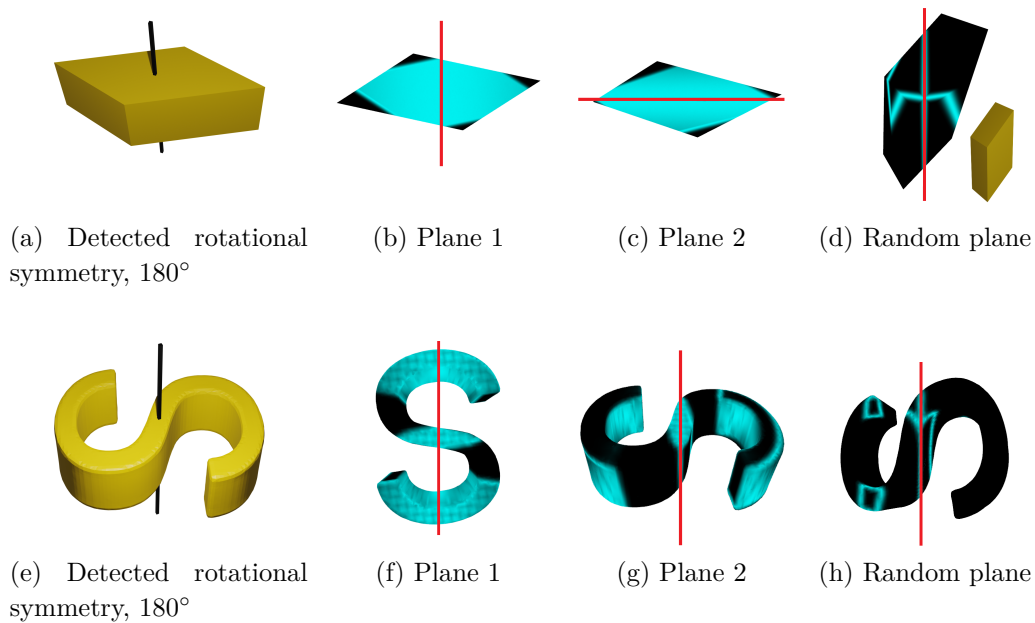 (a) Detected rotational
symmetry, 180°
(b) Plane 1
(c) Plane 2
(d) Random plane
(e) Detected rotational
symmetry, 180°
(f) Plane 1
(g) Plane 2
(h) Random plane